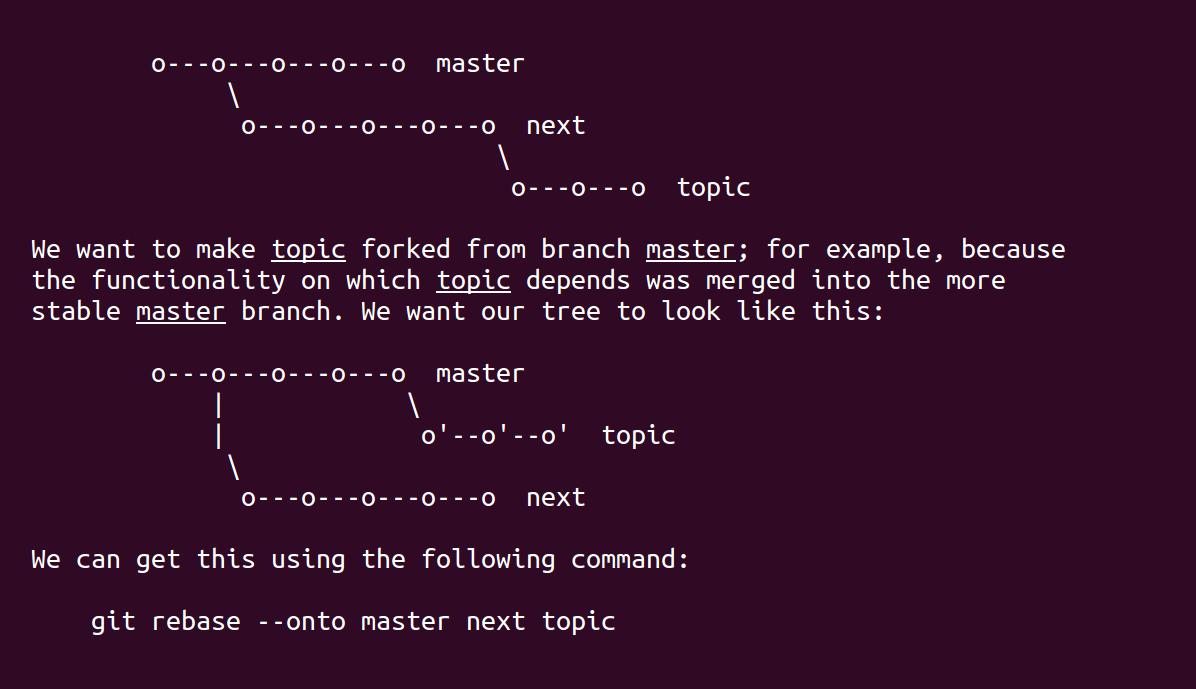 o---o---o---o---o  master
     \
      o---o---o---o---o  next
                       \
                        o---o---o  topic
We want to make topic forked from branch master; for example, because
the functionality on which topic depends was merged into the more
stable master branch. We want our tree to look like this:
o---o---o---o---o  master
    |            \
    |             o'--o'--o'  topic
     \
      o---o---o---o---o  next
We can get this using the following command:
git rebase --onto master next topic